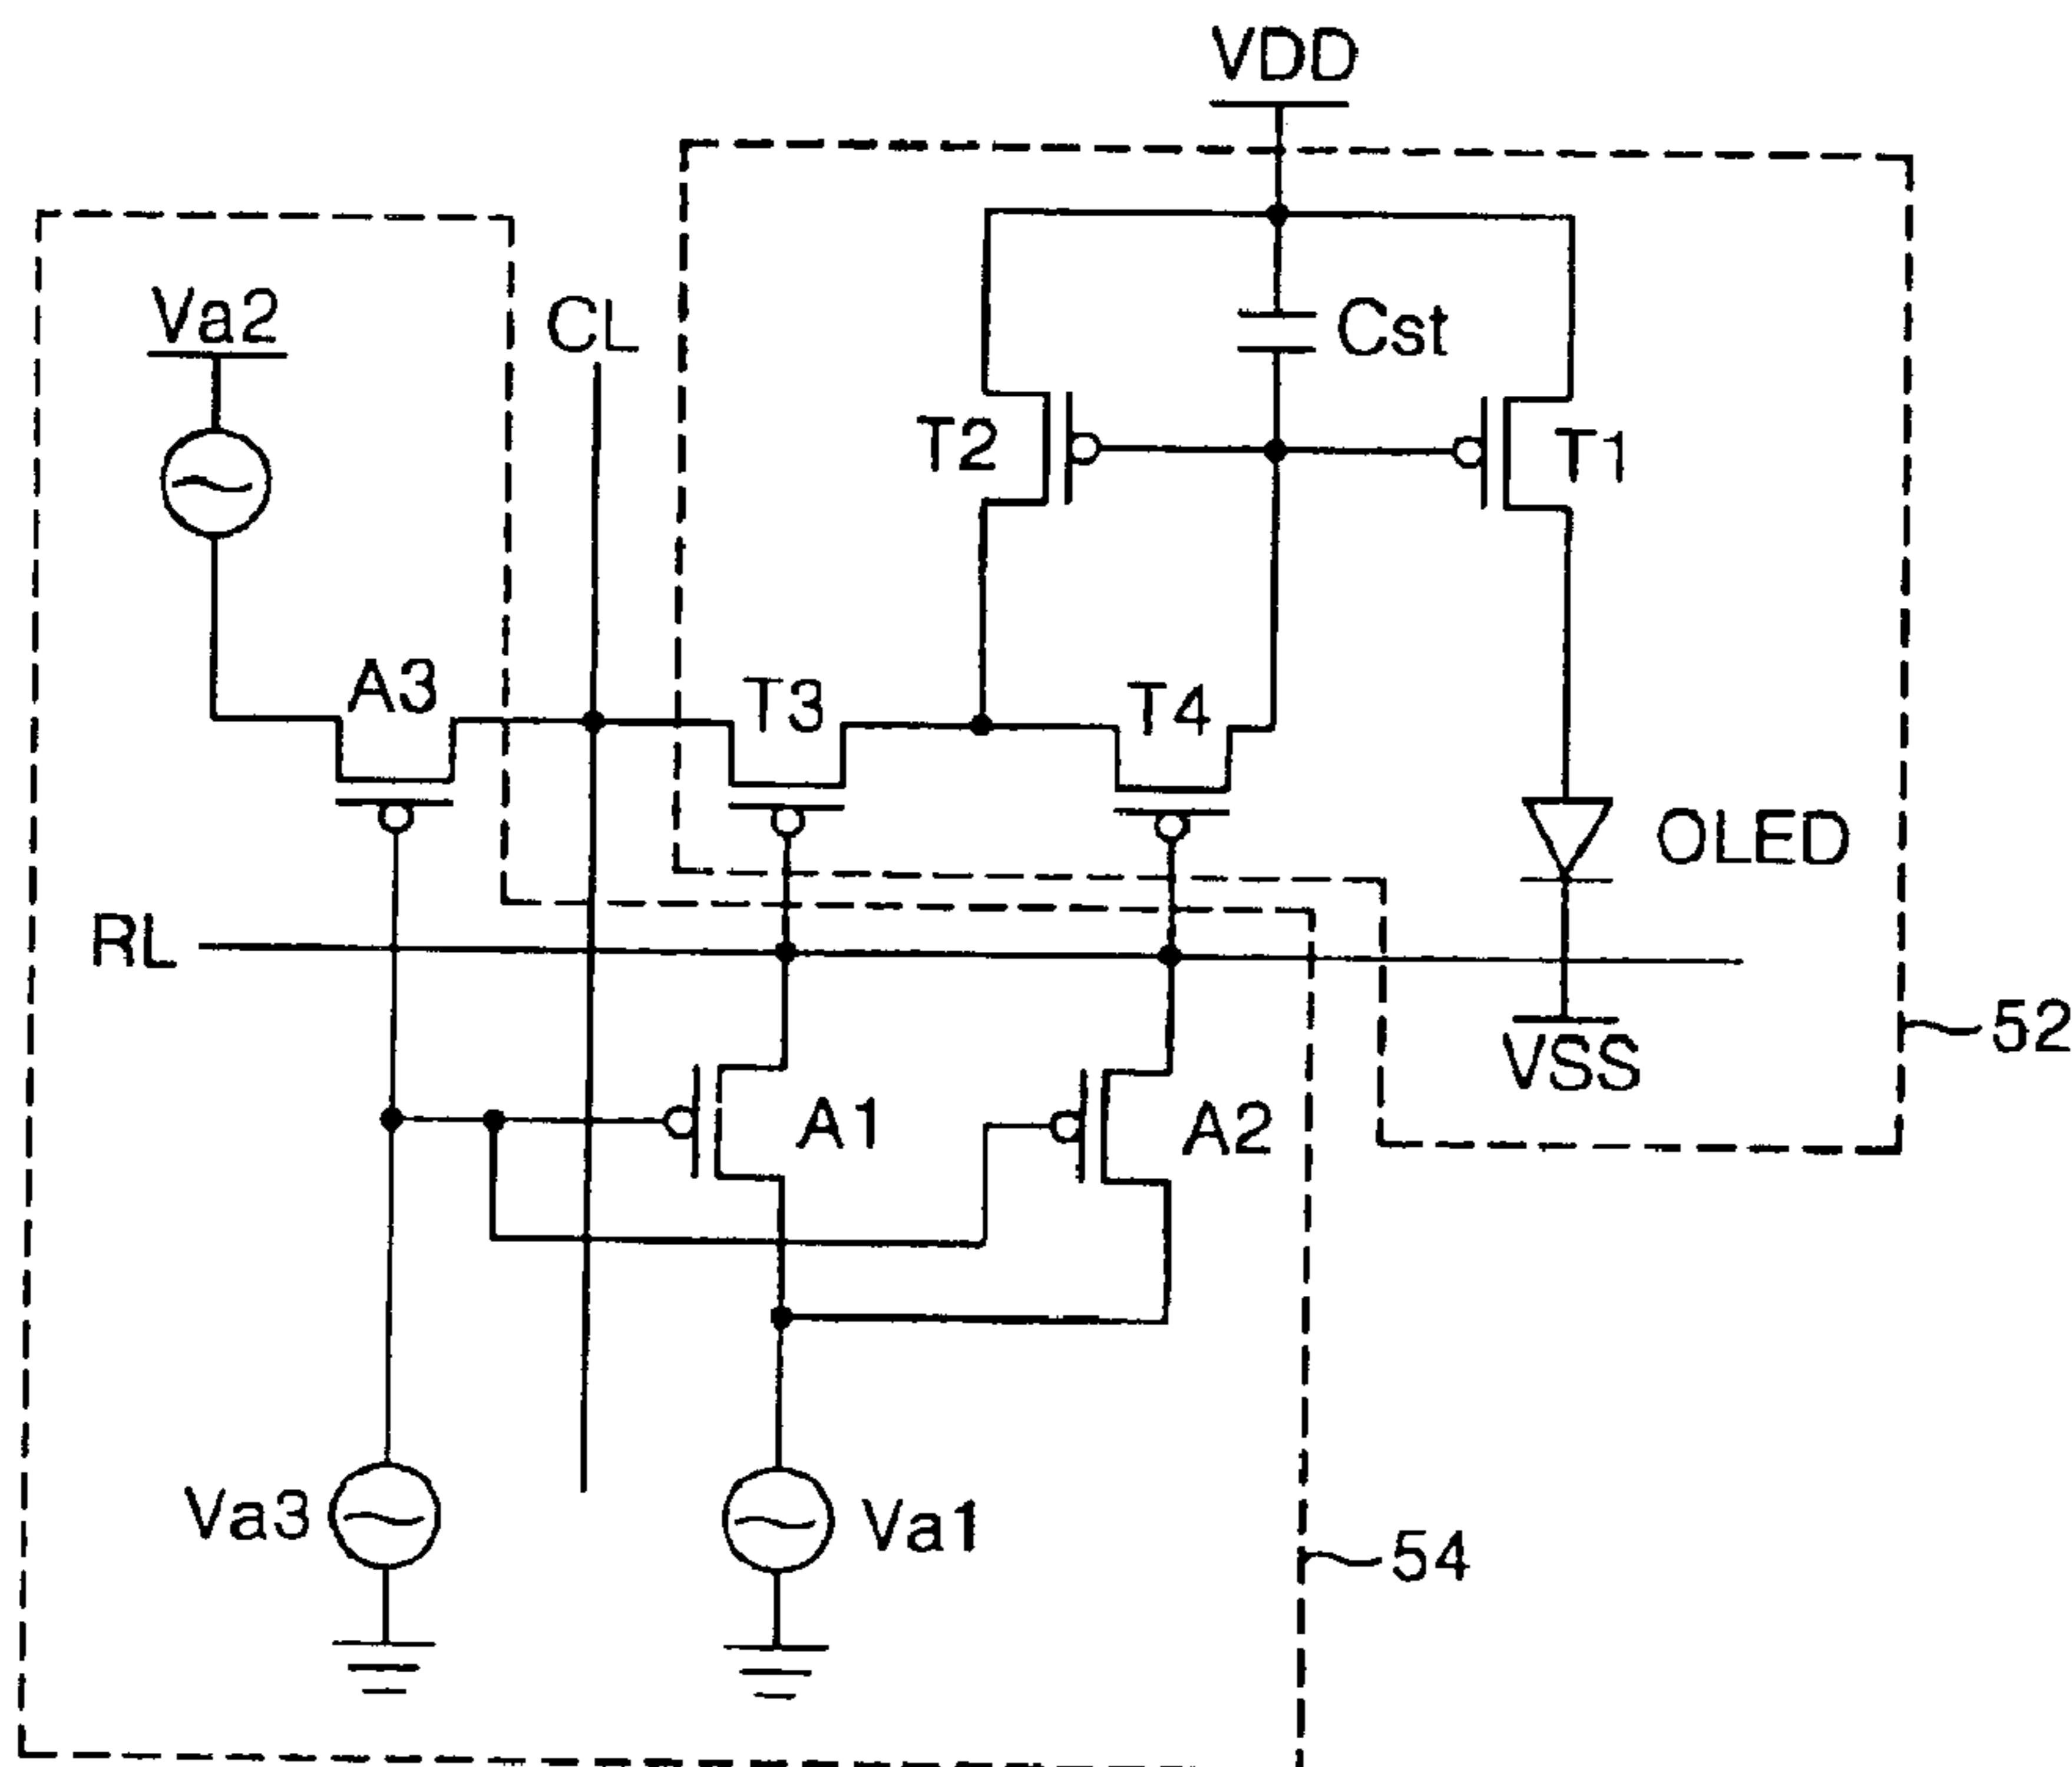 VDD
Va2
CL
Cst
T2
T1
A3
T3
T4
OLED
RL
52
VSS
A1
A2
Va3
Va1
54